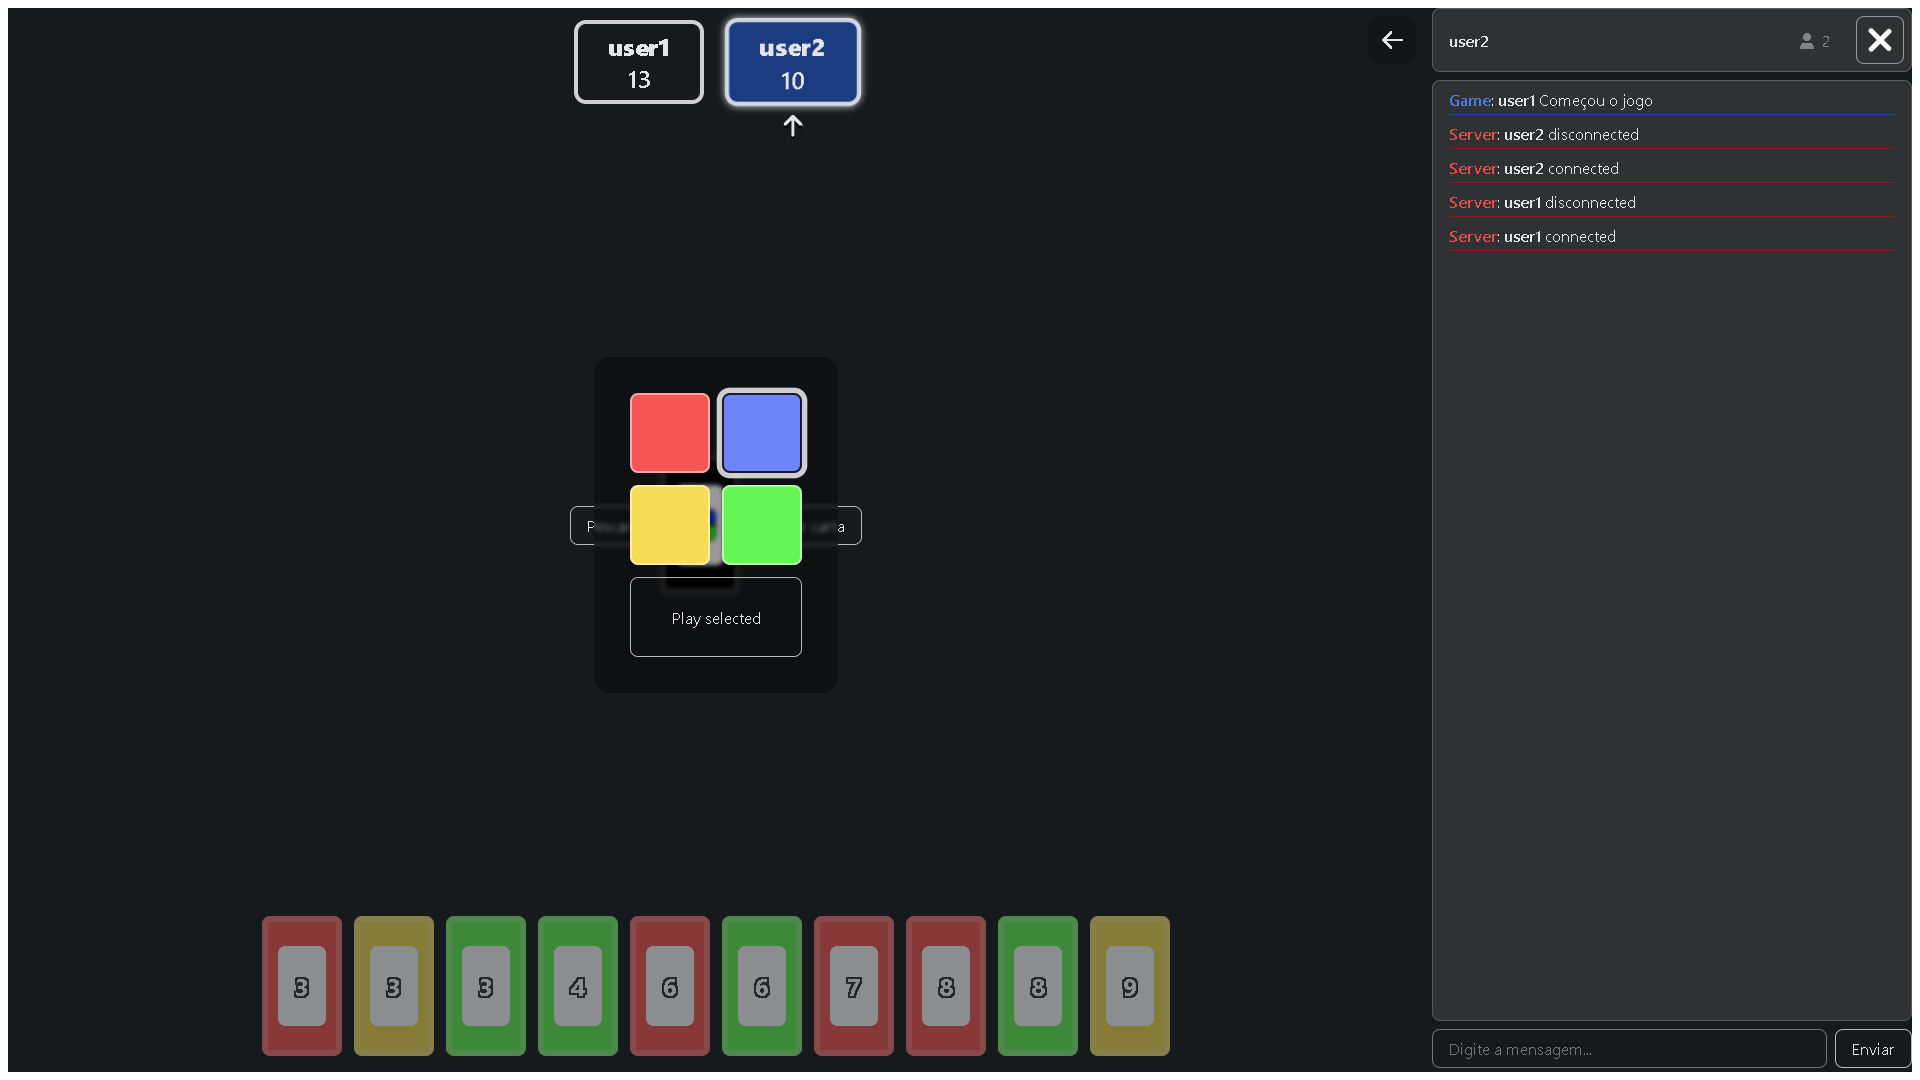 user1
13
user2
10
user2
2
Game: user1 Começou o jogo
Server: user2 disconnected
Server: user2 connected
Server: user1 disconnected
Server: user1 connected
carta
Play selected
3
3
3
4
6
6
7
8
8
9
Digite a mensagem...
Enviar